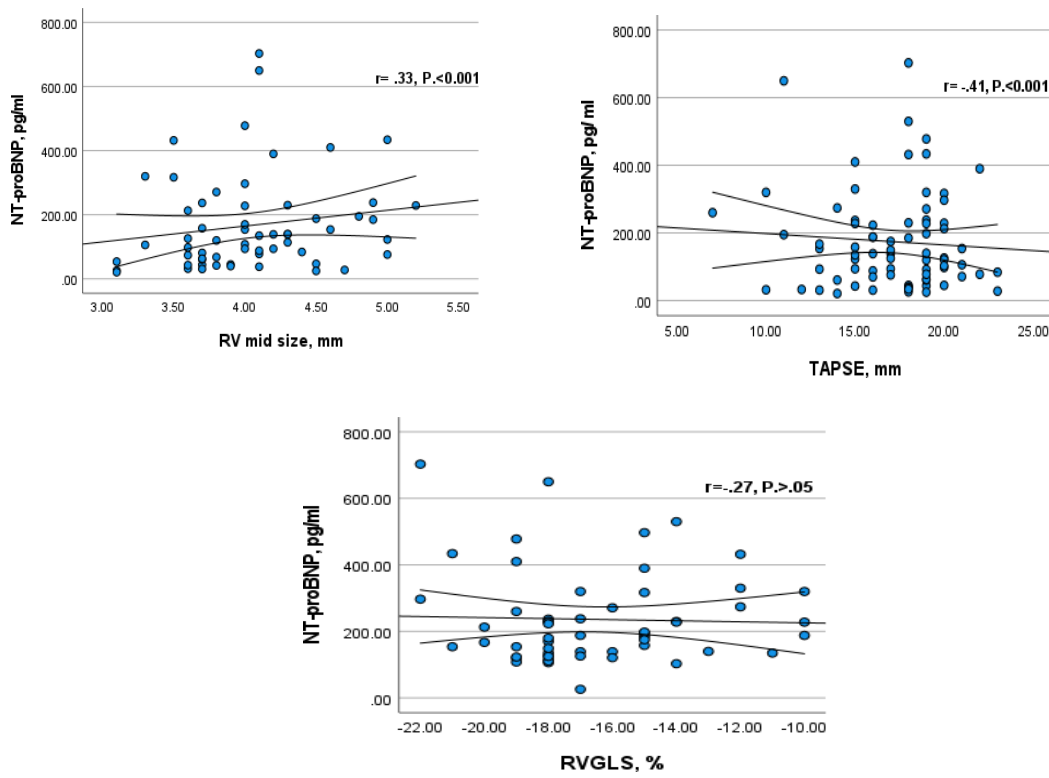 800.00
600.00
400.00
200.00
.00
NT-proBNP, pg/ml
r= .33, P.<0.001
3.00 3.50 4.00 4.50 5.00 5.50
RV mid size, mm
800.00
600.00
400.00
200.00
.00
NT-proBNP, pg/ ml
r= -.41, P.<0.001
5.00 10.00 15.00 20.00 25.00
TAPSE, mm
800.00
600.00
400.00
200.00
.00
NT-proBNP, pg/ml
r=-.27, P.>.05
-22.00 -20.00 -18.00 -16.00 -14.00 -12.00 -10.00
RVGLS, %